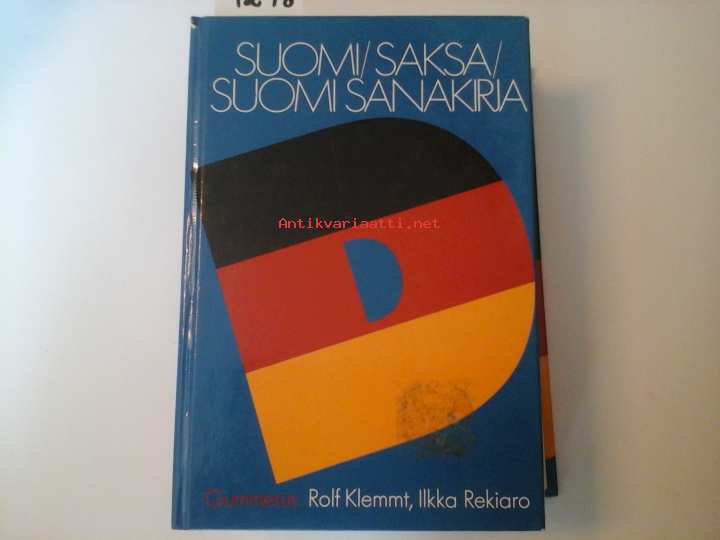 SUOMI/SAKSA/
SUOMI SANAKIRJA
Antikvariaatti.net
D
Gummerus Rolf Klemmt, Ilkka Rekiaro